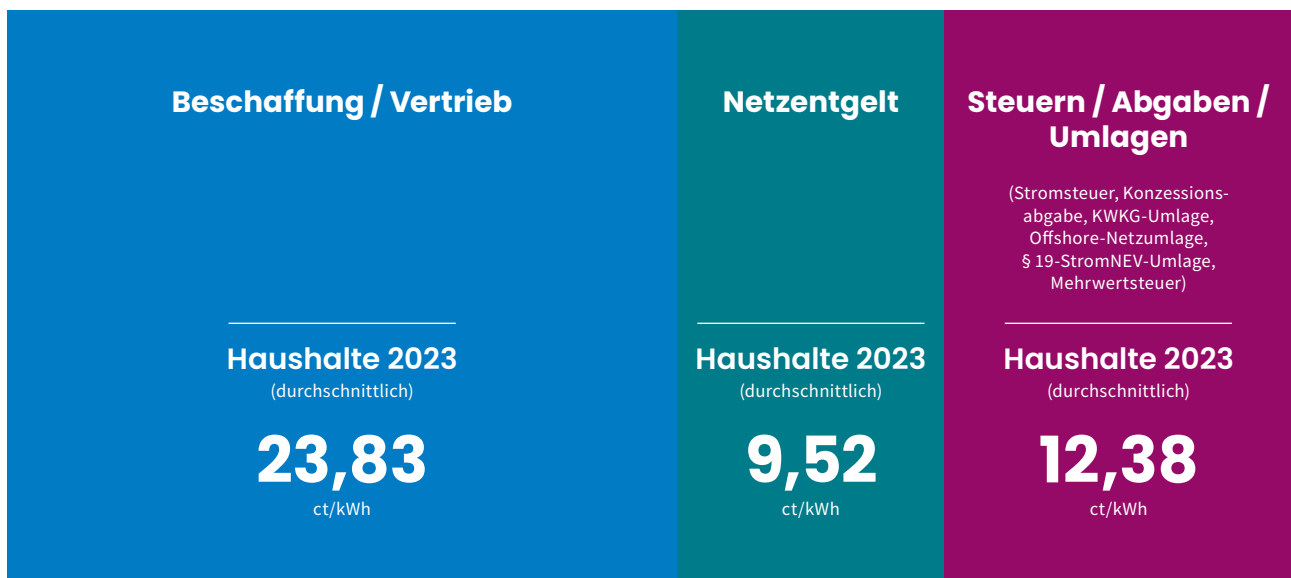 Beschaffung / Vertrieb
Haushalte 2023
(durchschnittlich)
23,83
ct/kWh
Netzentgelt
Haushalte 2023
(durchschnittlich)
9,52
ct/kWh
Steuern / Abgaben /
Umlagen
(Stromsteuer, Konzessions-
abgabe, KWKG-Umlage,
Offshore-Netzumlage,
§ 19-StromNEV-Umlage,
Mehrwertsteuer)
Haushalte 2023
(durchschnittlich)
12,38
ct/kWh